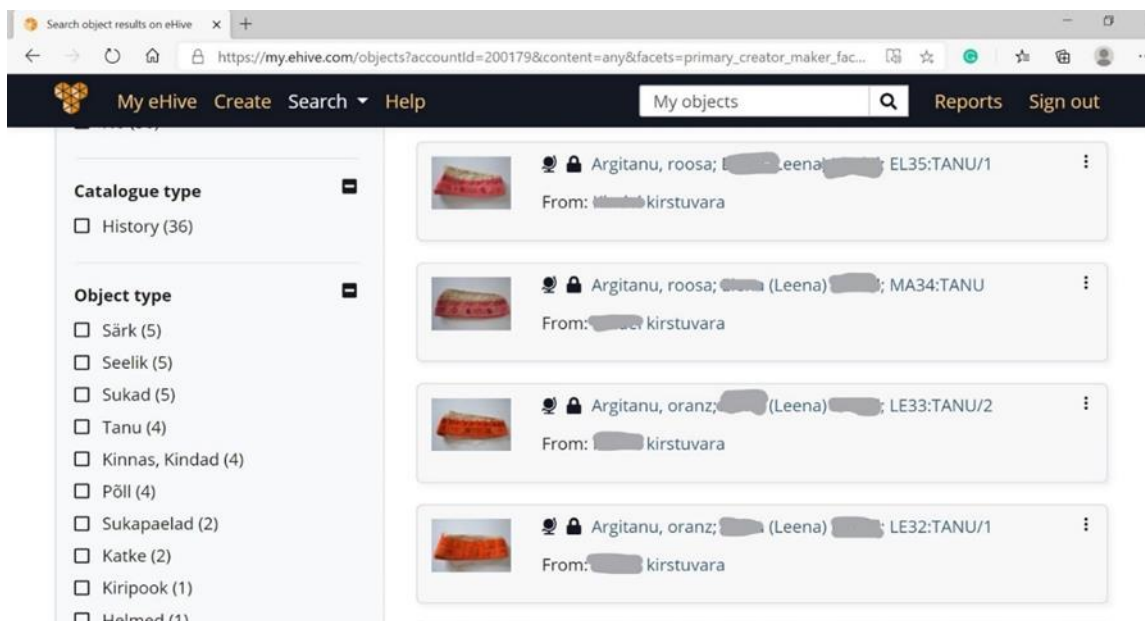 Search object results on eHive
https://my.ehive.com/objects?accountId=200179&content=any&facets=primary_creator_maker_fac...
My eHive Create Search Help My objects Reports Sign out
Catalogue type
History (36)
Object type
Särk (5)
Seelik (5)
Sukad (5)
Tanu (4)
Kinnas, Kindad (4)
Põll (4)
Sukapaelad (2)
Katke (2)
Kiripook (1)
Helmed (1)
Argitanu, roosa; EL35:TANU/1
From: kirstuvara
Argitanu, roosa; (Leena) ; MA34:TANU
From: kirstuvara
Argitanu, oranz; (Leena) ; LE33:TANU/2
From: kirstuvara
Argitanu, oranz; (Leena) ; LE32:TANU/1
From: kirstuvara